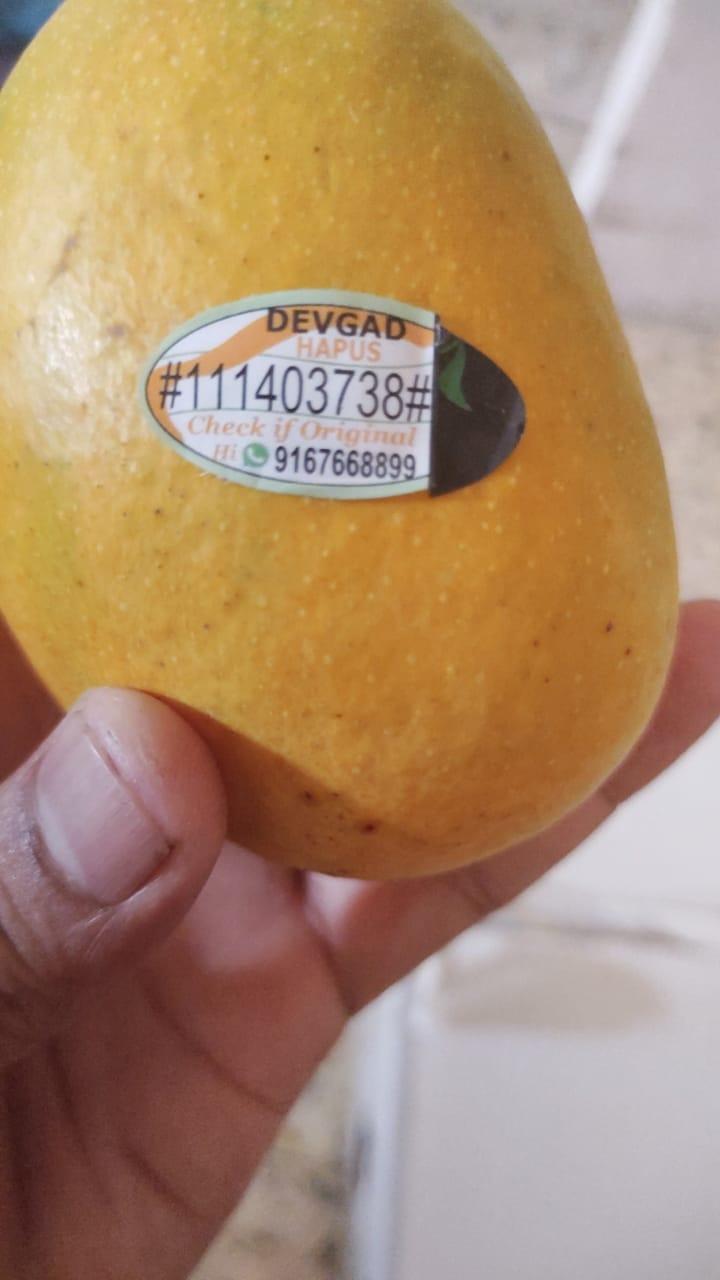 DEVGAD
HAPUS
#111403738#
Check if Original
Hi 9167668899